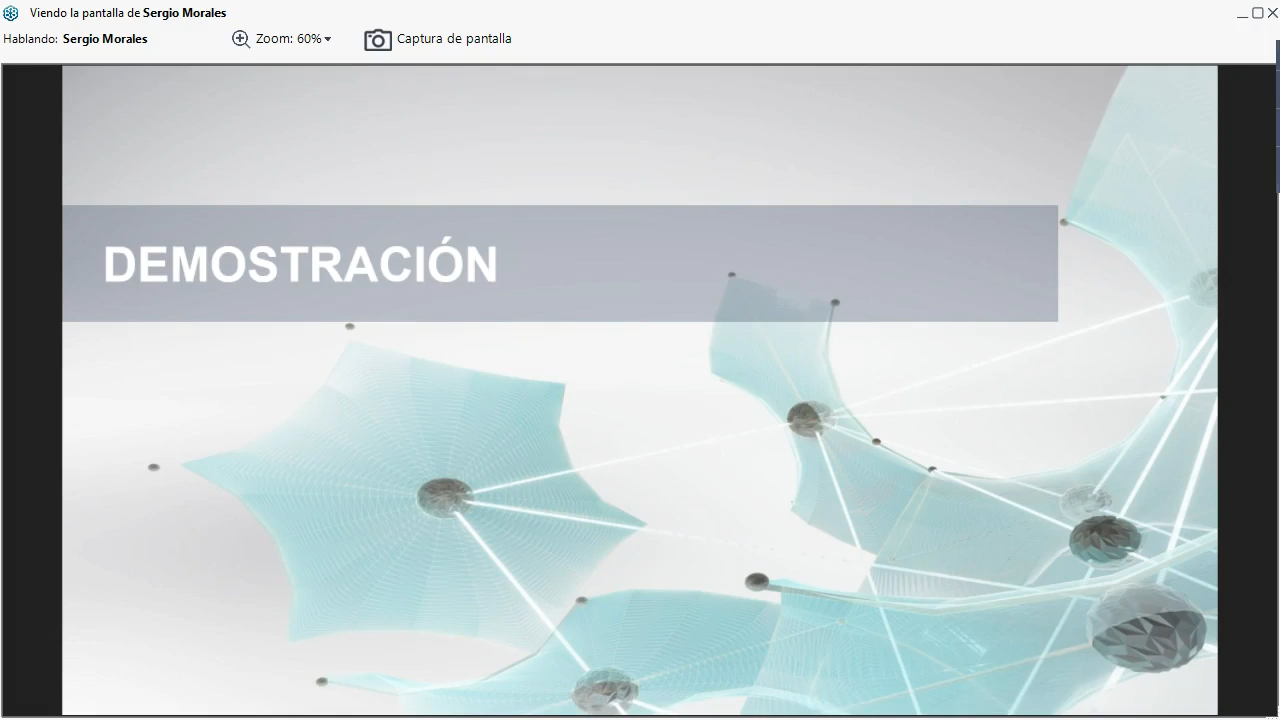 Viendo la pantalla de Sergio Morales
Hablando: Sergio Morales
Zoom: 60%
Captura de pantalla
DEMOSTRACIÓN